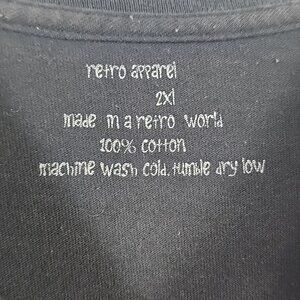 retro apparel
2xl
made in a retro world
100% cotton
machine wash cold. tumble dry low